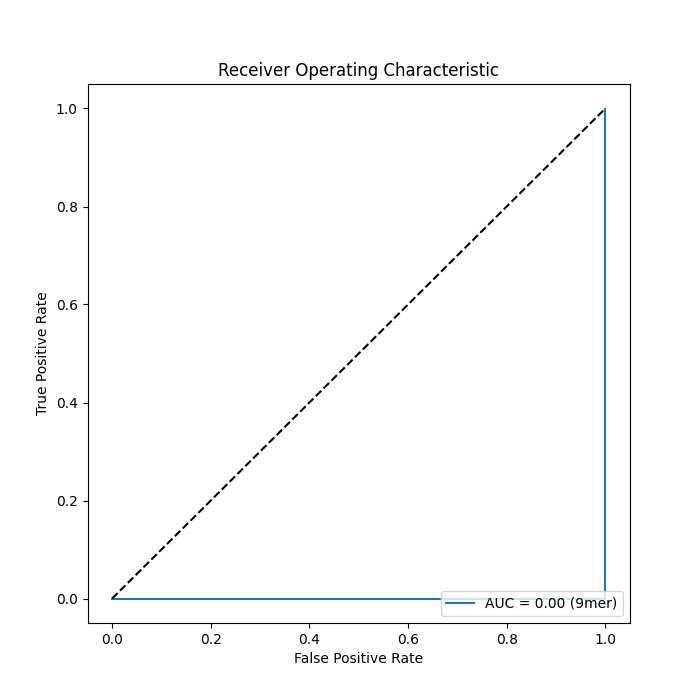 Receiver Operating Characteristic
True Positive Rate
1.0
0.8
0.6
0.4
0.2
0.0
AUC = 0.00 (9mer)
0.0 0.2 0.4 0.6 0.8 1.0
False Positive Rate